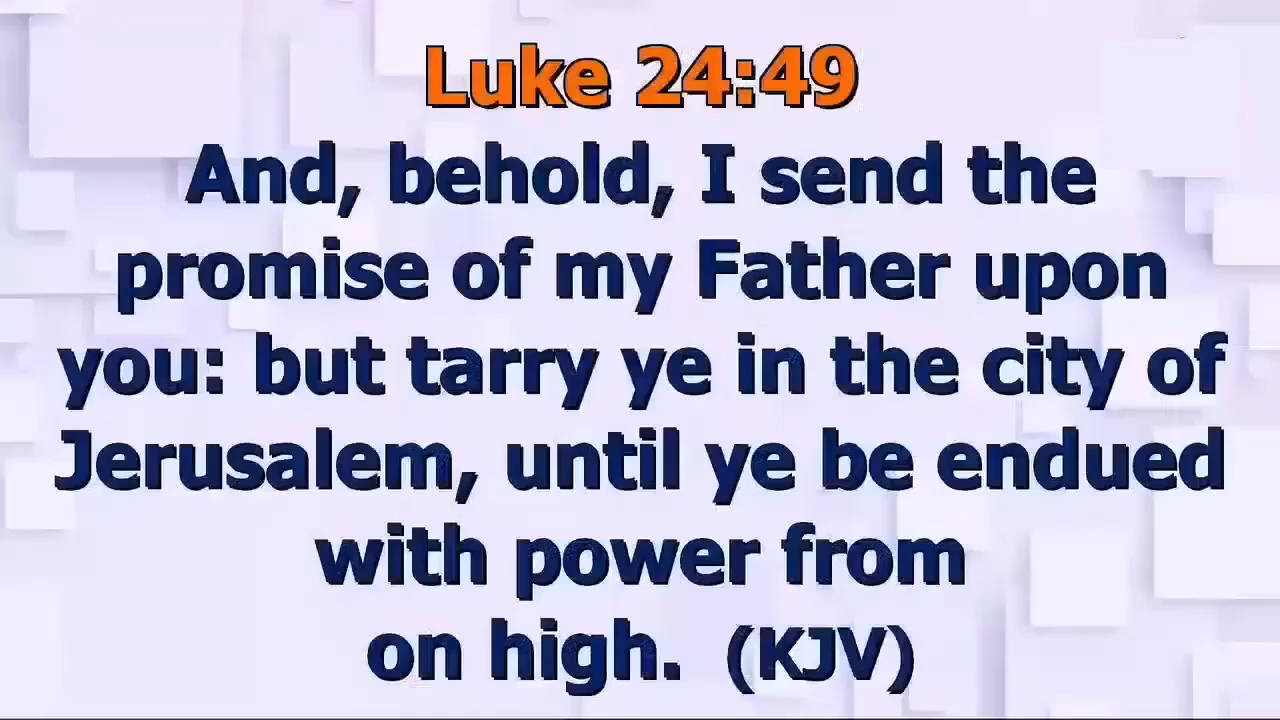 Luke 24:49
And, behold, I send the
promise of my Father upon
you: but tarry ye in the city of
Jerusalem, until ye be endued
with power from
on high.  (KJV)